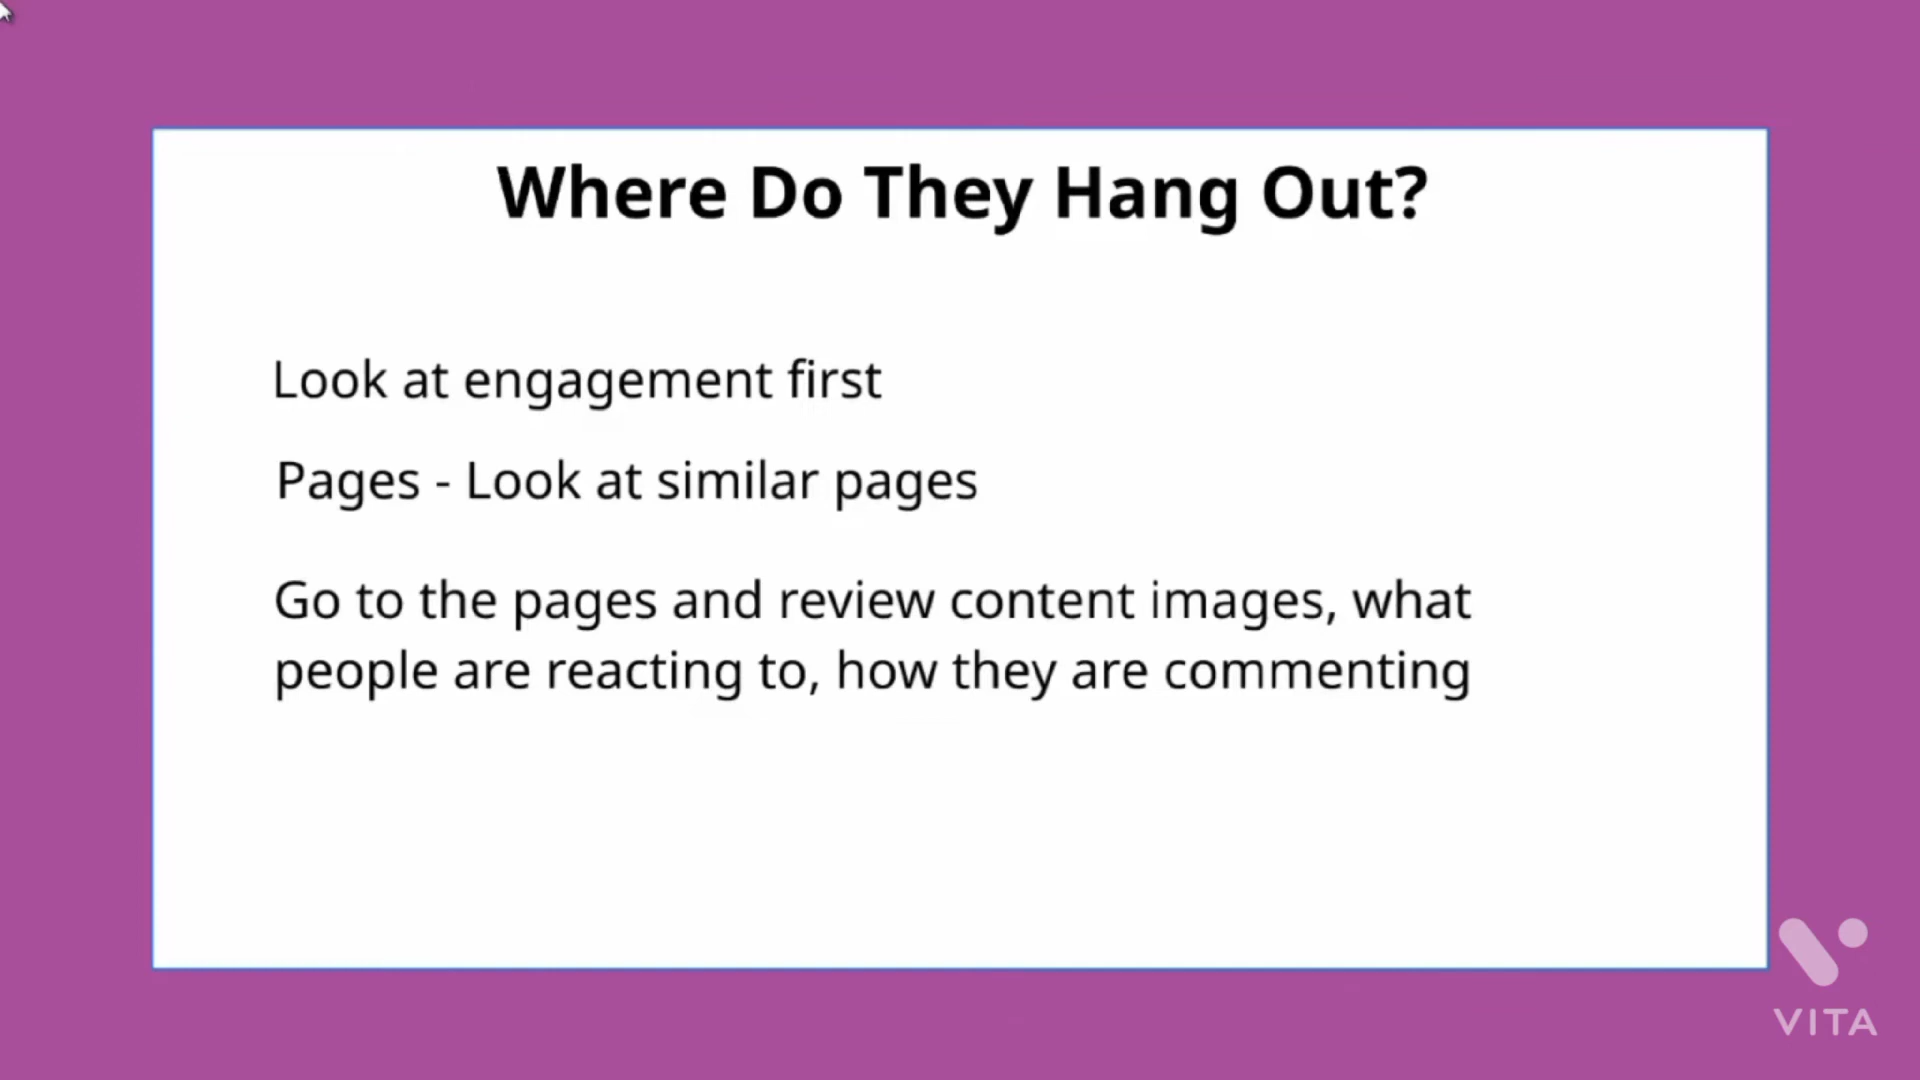 Where Do They Hang Out?
Look at engagement first
Pages - Look at similar pages
Go to the pages and review content images, what
people are reacting to, how they are commenting
VITA